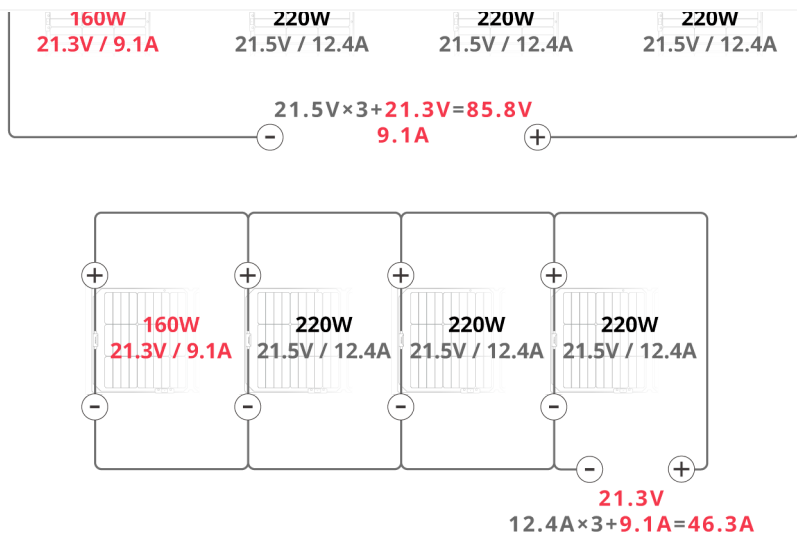 160W 220W 220W 220W
21.3V / 9.1A 21.5V / 12.4A 21.5V / 12.4A 21.5V / 12.4A
21.5V×3+21.3V=85.8V
9.1A
- +
+ + + +
160W 220W 220W 220W
21.3V / 9.1A 21.5V / 12.4A 21.5V / 12.4A 21.5V / 12.4A
- - - -
- +
21.3V
12.4A×3+9.1A=46.3A